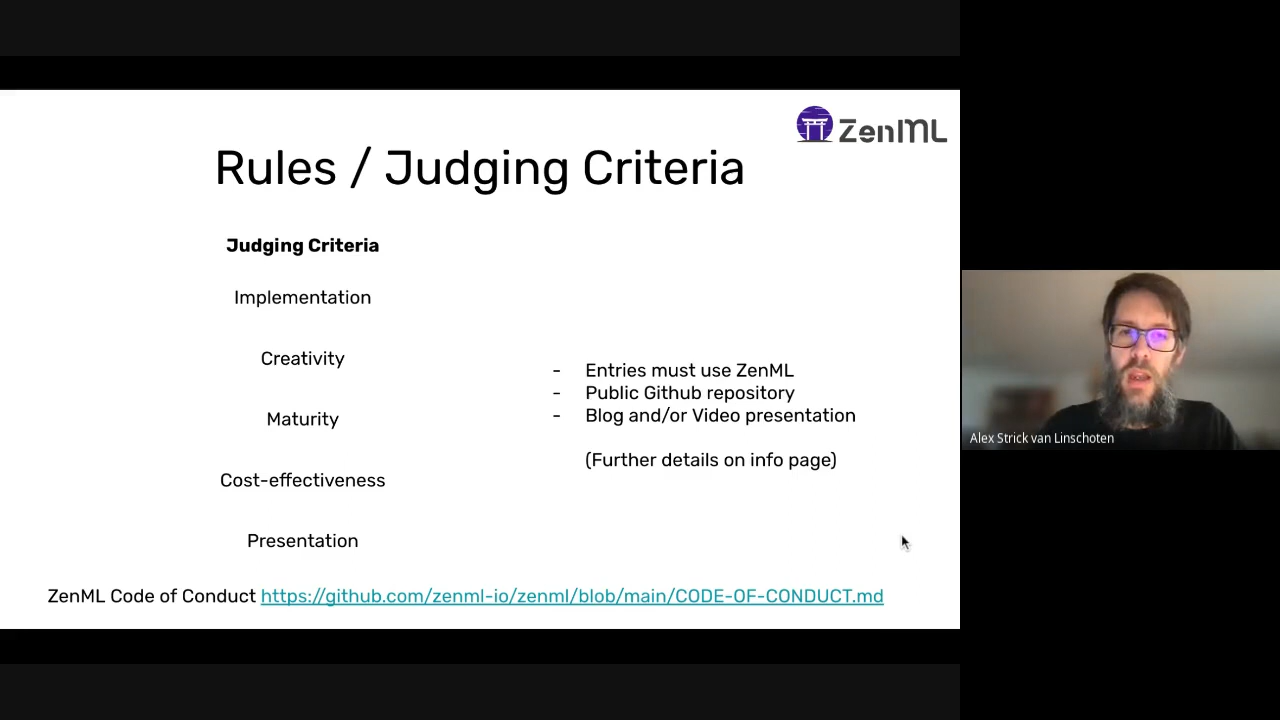 ZenML
Rules / Judging Criteria
Judging Criteria
Implementation
Creativity
Maturity
Cost-effectiveness
Presentation
- Entries must use ZenML
- Public Github repository
- Blog and/or Video presentation
(Further details on info page)
ZenML Code of Conduct https://github.com/zenml-io/zenml/blob/main/CODE-OF-CONDUCT.md
Alex Strick van Linschoten